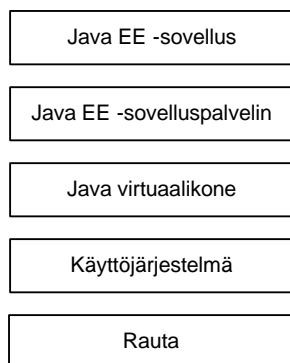 Java EE -sovellus
Java EE -sovelluspalvelin
Java virtuaalikone
Käyttöjärjestelmä
Rauta